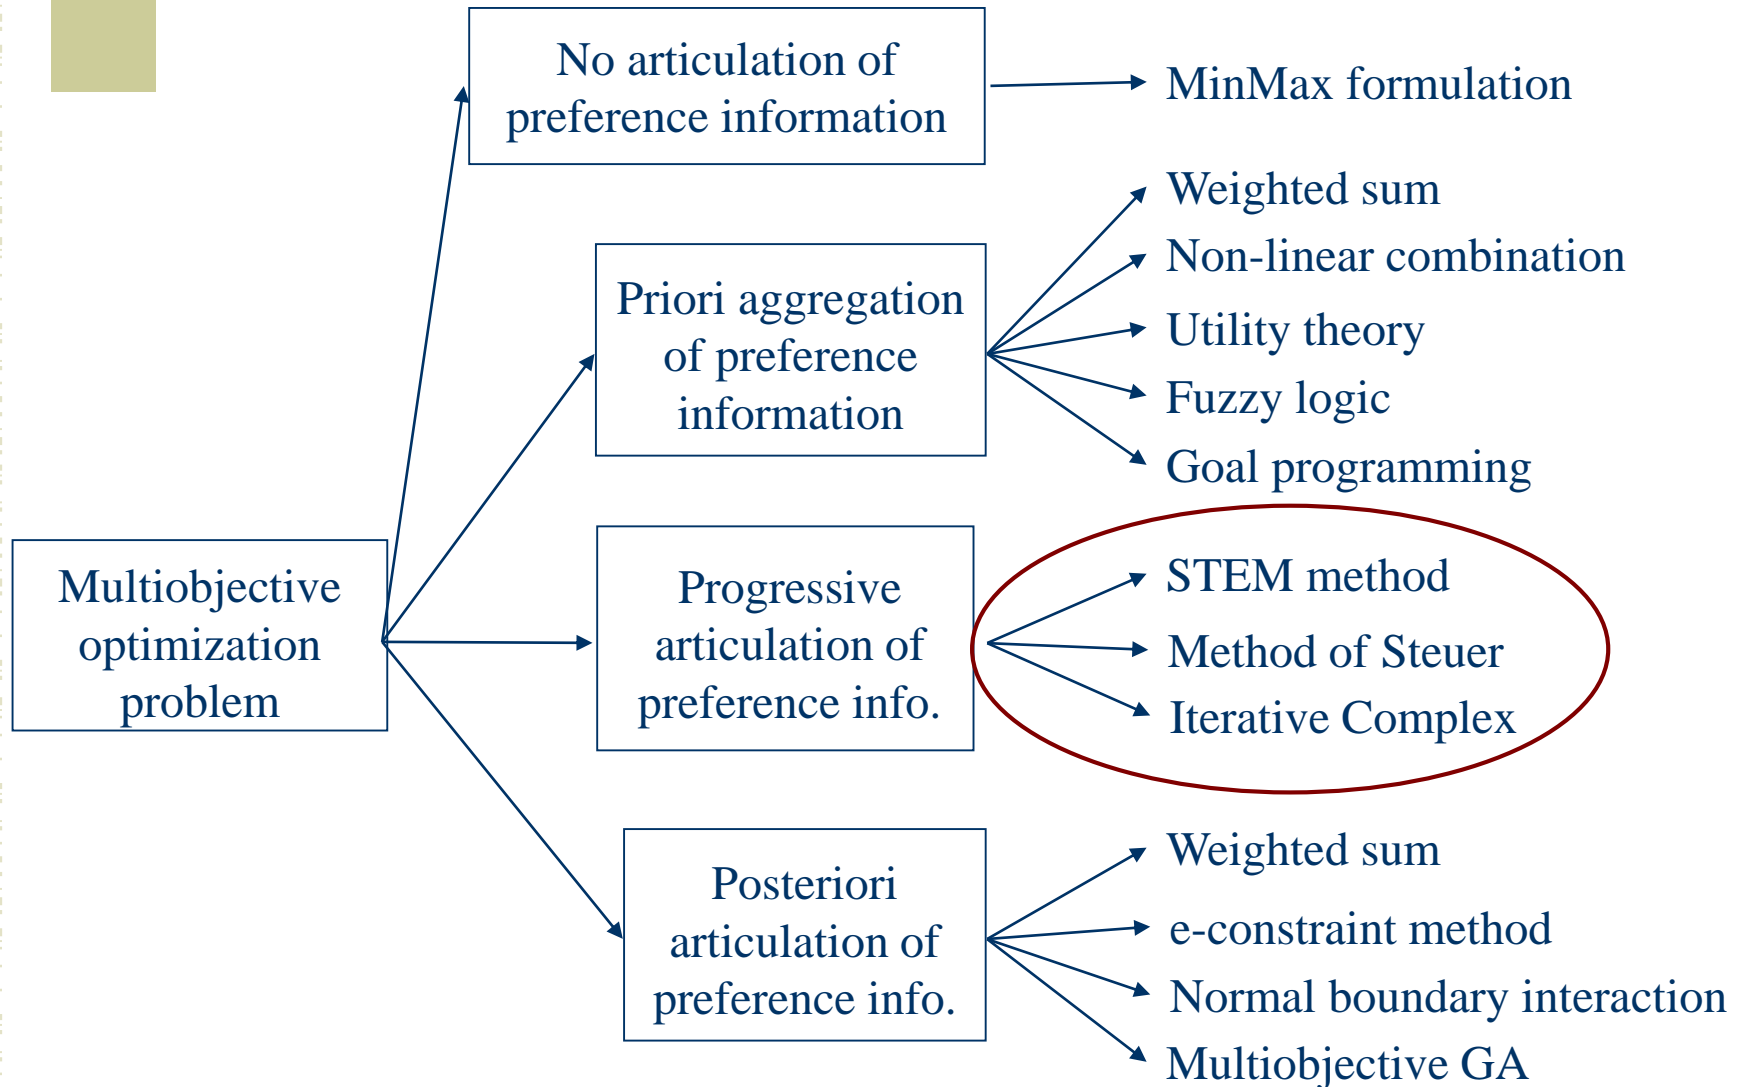 No articulation of
preference information
MinMax formulation
Weighted sum
Non-linear combination
Priori aggregation
of preference
information
Utility theory
Fuzzy logic
Goal programming
Multiobjective
optimization
problem
Progressive
articulation of
preference info.
STEM method
Method of Steuer
Iterative Complex
Posteriori
articulation of
preference info.
Weighted sum
e-constraint method
Normal boundary interaction
Multiobjective GA